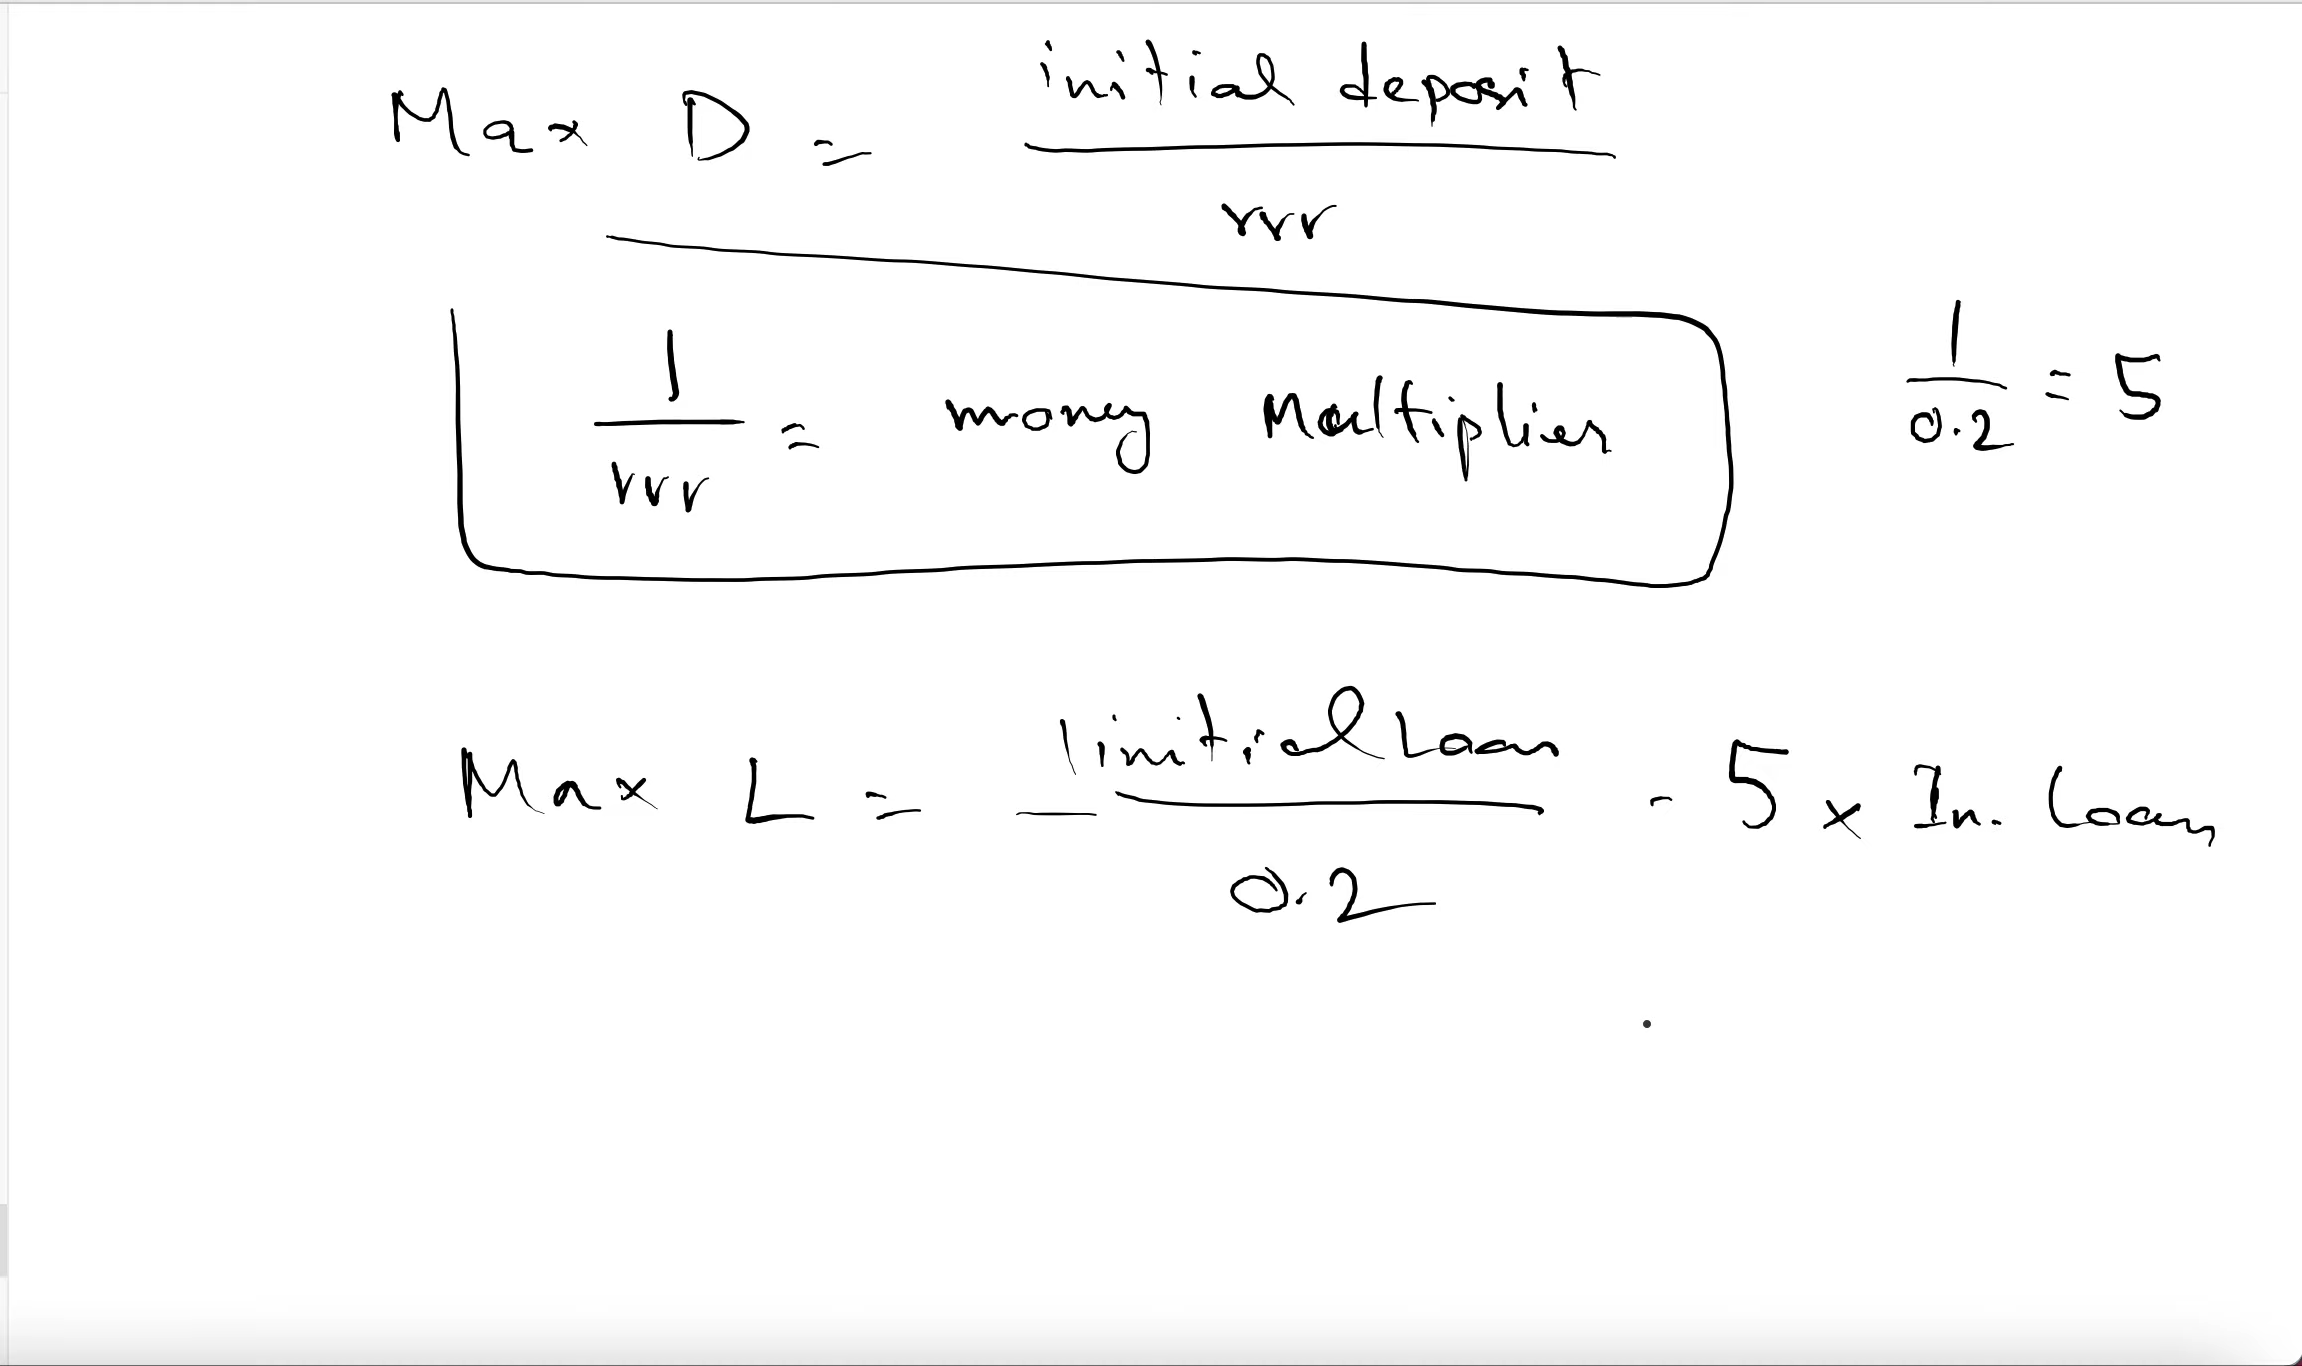 Max D = initial deposit / rrr
1 / rrr = money Multiplier
1 / 0.2 = 5
Max L = initial Loan / 0.2 = 5 x In. Loan